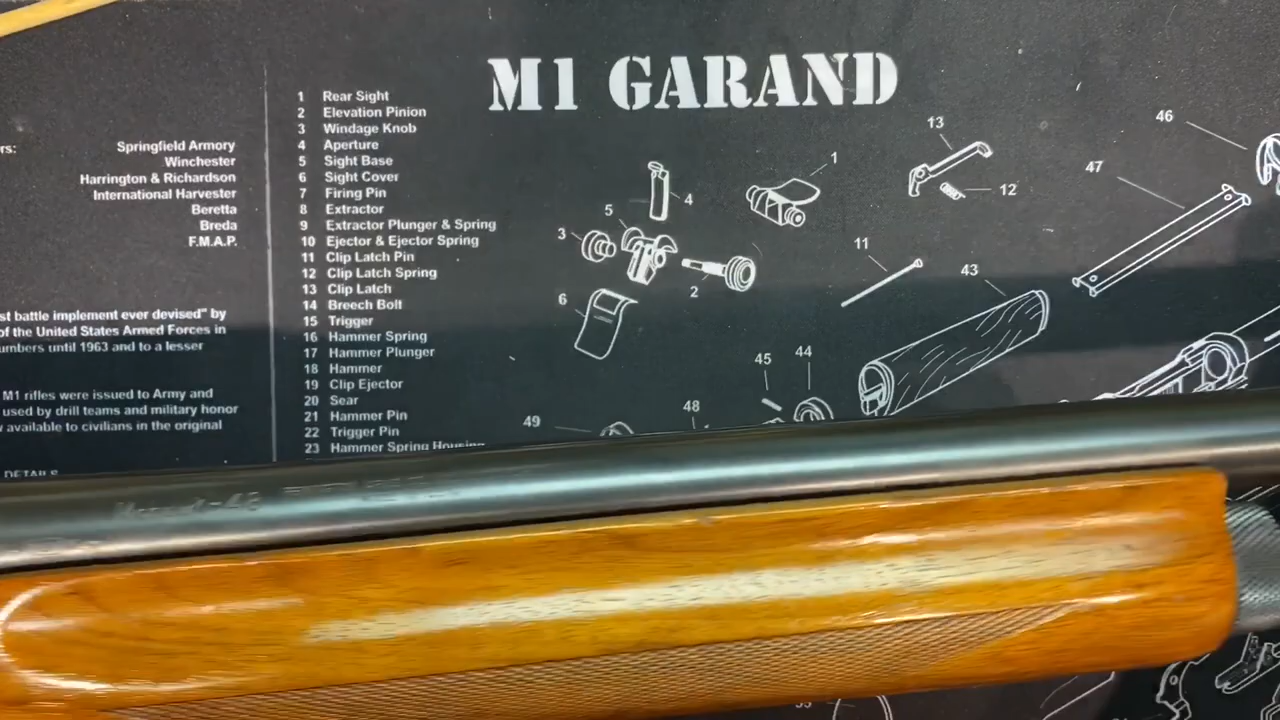 M1 GARAND
rs:
Springfield Armory
Winchester
Harrington & Richardson
International Harvester
Beretta
Breda
F.M.A.P.
st battle implement ever devised" by
of the United States Armed Forces in
umbers until 1963 and to a lesser
M1 rifles were issued to Army and
used by drill teams and military honor
available to civilians in the original
DETAILS
1 Rear Sight
2 Elevation Pinion
3 Windage Knob
4 Aperture
5 Sight Base
6 Sight Cover
7 Firing Pin
8 Extractor
9 Extractor Plunger & Spring
10 Ejector & Ejector Spring
11 Clip Latch Pin
12 Clip Latch Spring
13 Clip Latch
14 Breech Bolt
15 Trigger
16 Hammer Spring
17 Hammer Plunger
18 Hammer
19 Clip Ejector
20 Sear
21 Hammer Pin
22 Trigger Pin
23 Hammer Spring Housing
13
46
1
47
12
4
5
3
11
2
43
6
45
44
48
49